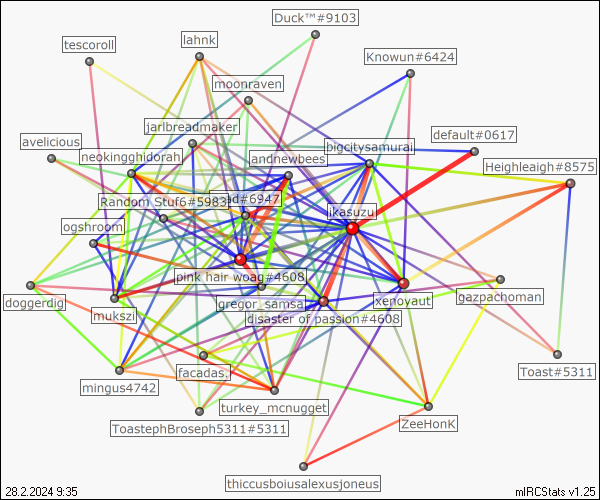 Duck™#9103
tescoroll
lahnk
Knowun#6424
moonraven
jarlbreadmaker
default#0617
avelicious
bigcitysamurai
neokingghidorah
andnewbees
Heighleaigh#8575
Random Stuf6#5983
ad#6947
ikasuzu
ogshroom
pink hair woag#4608
doggerdig
gregor_samsa
xenoyaut
gazpachoman
mukszi
disaster of passion#4608
facadas.
Toast#5311
mingus4742
turkey_mcnugget
ToastephBroseph5311#5311
ZeeHonK
thiccusboiusalexusjoneus
28.2.2024 9:35
mIRCStats v1.25